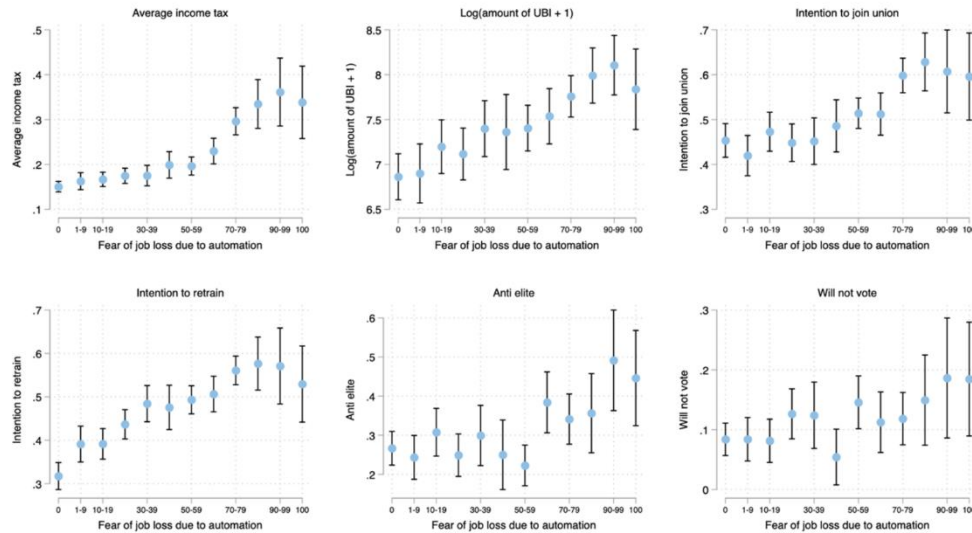 Average income tax
Average income tax
.5
.4
.3
.2
.1
0 1-9 10-19 30-39 50-59 70-79 90-99 100
Fear of job loss due to automation
Log(amount of UBI + 1)
Log(amount of UBI + 1)
8.5
8
7.5
7
6.5
0 1-9 10-19 30-39 50-59 70-79 90-99 100
Fear of job loss due to automation
Intention to join union
Intention to join union
.7
.6
.5
.4
.3
0 1-9 10-19 30-39 50-59 70-79 90-99 100
Fear of job loss due to automation
Intention to retrain
Intention to retrain
.7
.6
.5
.4
.3
0 1-9 10-19 30-39 50-59 70-79 90-99 100
Fear of job loss due to automation
Anti elite
Anti elite
.6
.5
.4
.3
.2
0 1-9 10-19 30-39 50-59 70-79 90-99 100
Fear of job loss due to automation
Will not vote
Will not vote
.3
.2
.1
0
0 1-9 10-19 30-39 50-59 70-79 90-99 100
Fear of job loss due to automation